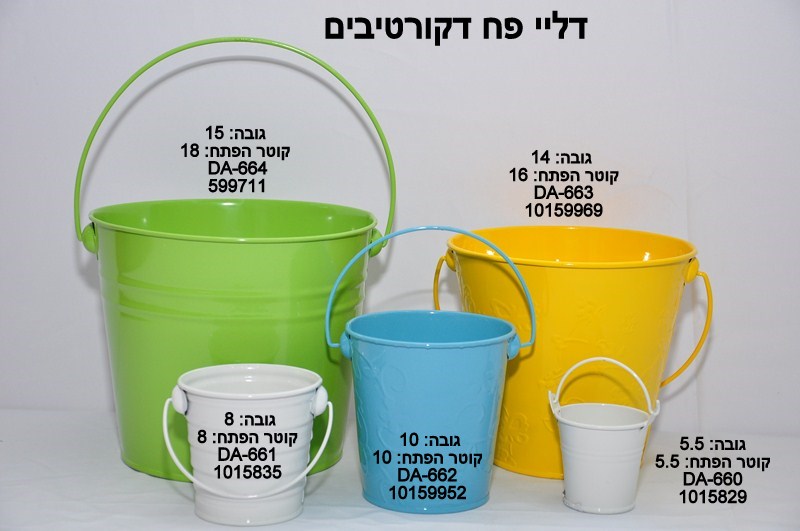 דליי פח דקורטיבים
גובה: 15
קוטר הפתח: 18
DA-664
599711
גובה: 14
קוטר הפתח: 16
DA-663
10159969
גובה: 8
קוטר הפתח: 8
DA-661
1015835
גובה: 10
קוטר הפתח: 10
DA-662
10159952
גובה: 5.5
קוטר הפתח: 5.5
DA-660
1015829